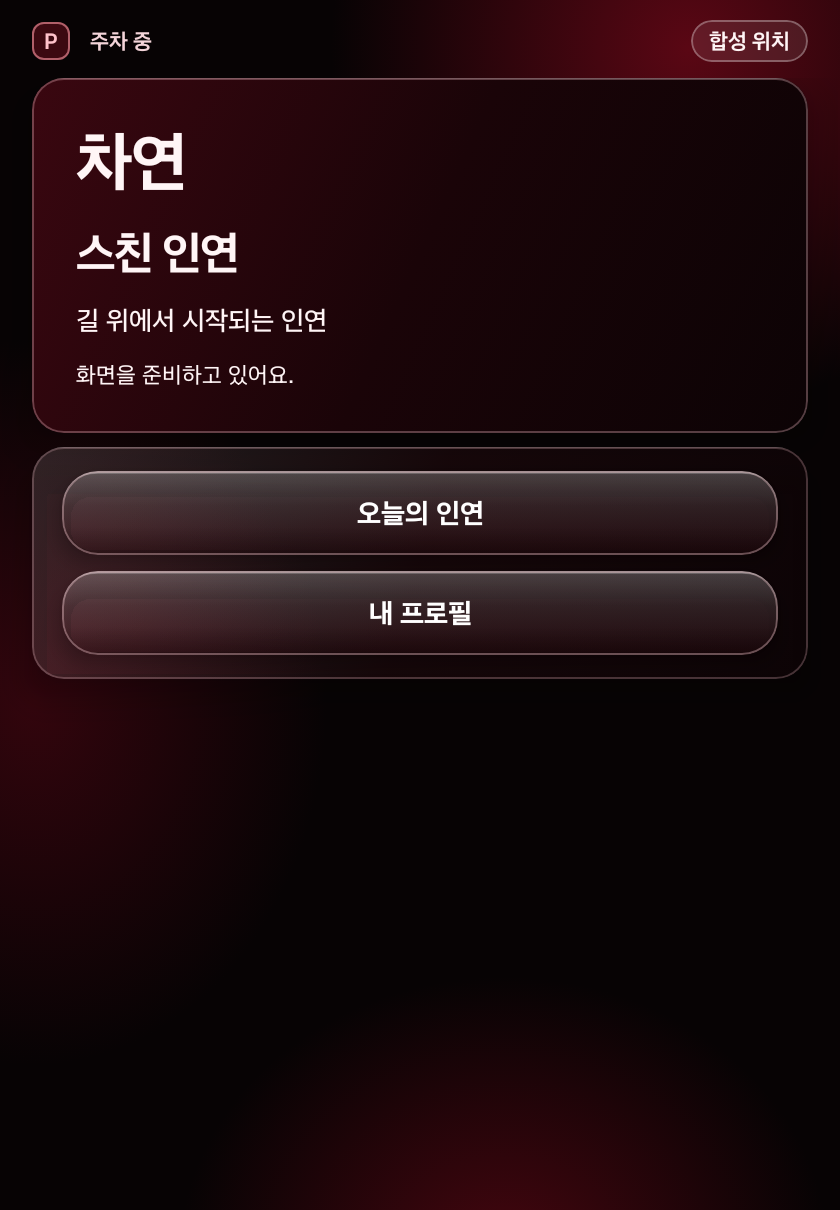 P 주차 중
합성 위치
차연
스친 인연
길 위에서 시작되는 인연
화면을 준비하고 있어요.
오늘의 인연
내 프로필